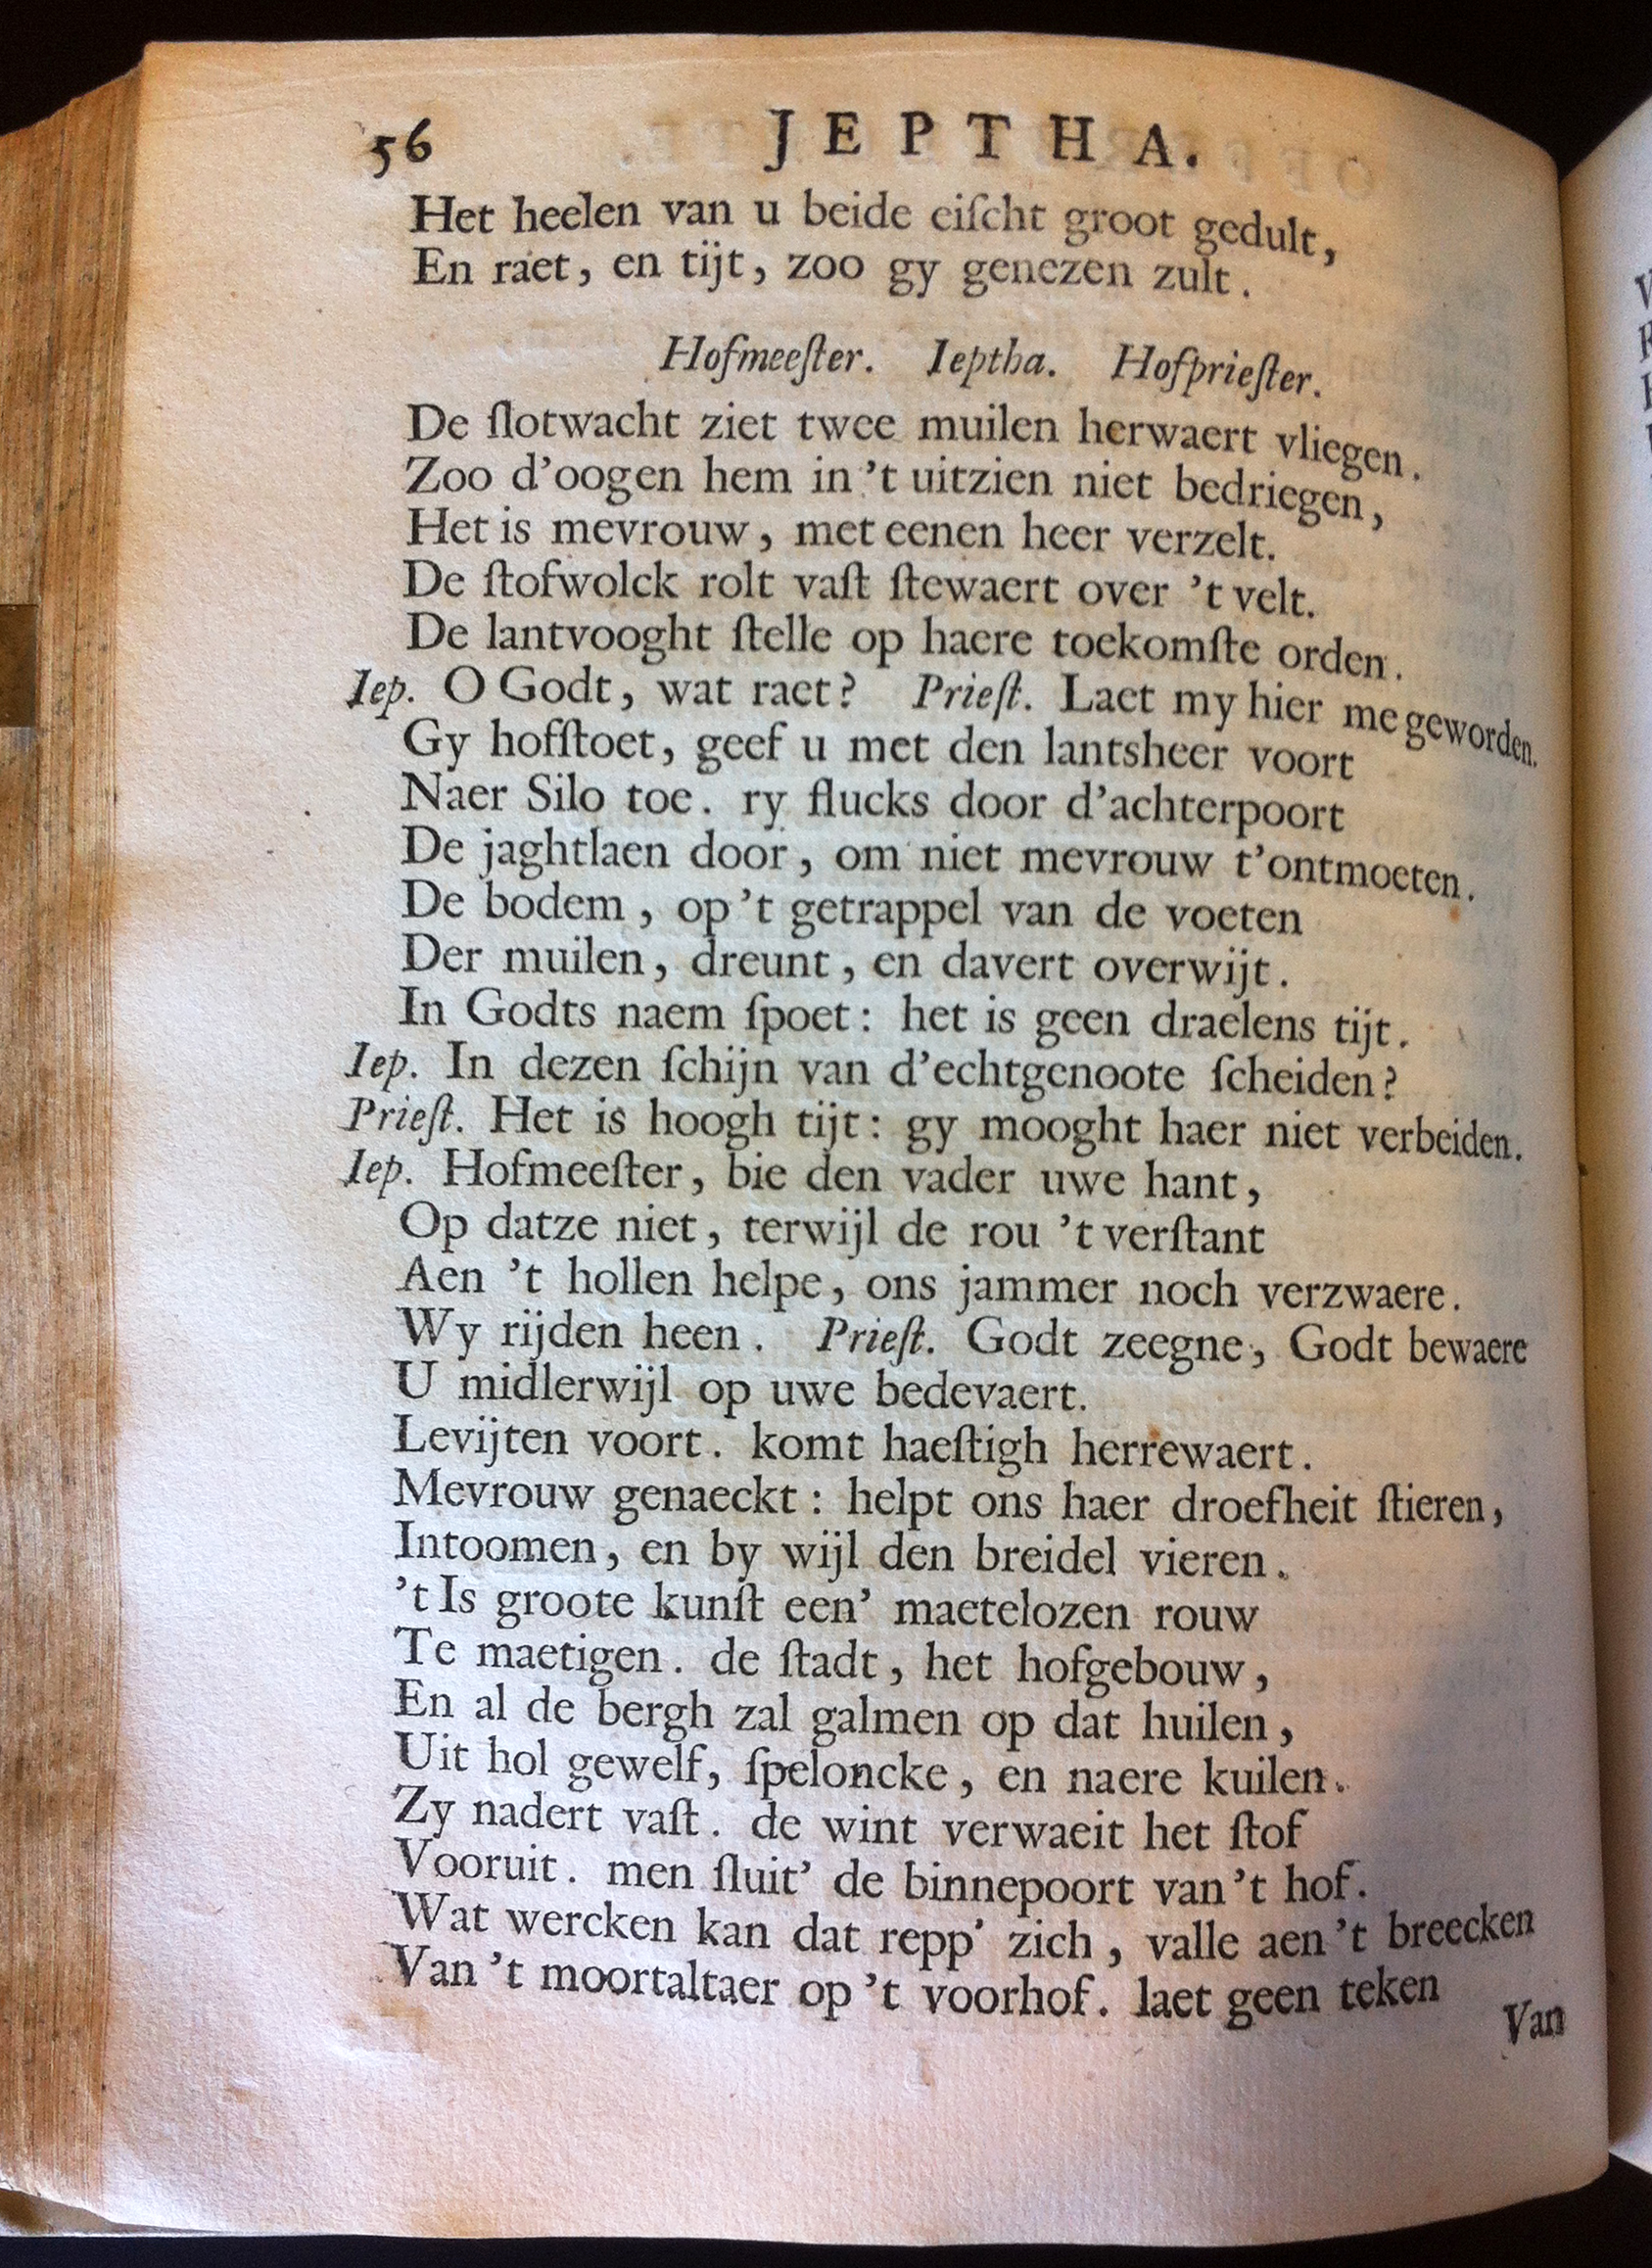 56 JEPTHA.
Het heelen van u beide eiſcht groot gedult,
En raet, en tijt, zoo gy genezen zult.
Hofmeeſter. Ieptha. Hofprieſter.
De ſlotwacht ziet twee muilen herwaert vliegen.
Zoo d'oogen hem in 't uitzien niet bedriegen,
Het is mevrouw, met eenen heer verzelt.
De ſtofwolck rolt vaſt ſtewaert over 't velt.
De lantvooght ſtelle op haere toekomſte orden.
Iep. O Godt, wat raet? Prieſt. Laet my hier me geworden.
Gy hofſtoet, geef u met den lantsheer voort
Naer Silo toe. ry flucks door d'achterpoort
De jaghtlaen door, om niet mevrouw t'ontmoeten.
De bodem, op 't getrappel van de voeten
Der muilen, dreunt, en davert overwijt.
In Godts naem ſpoet: het is geen draelens tijt.
Iep. In dezen ſchijn van d'echtgenoote ſcheiden?
Prieſt. Het is hoogh tijt: gy mooght haer niet verbeiden.
Iep. Hofmeeſter, bie den vader uwe hant,
Op datze niet, terwijl de rou 't verſtant
Aen 't hollen helpe, ons jammer noch verzwaere.
Wy rijden heen. Prieſt. Godt zeegne, Godt bewaere
U midlerwijl op uwe bedevaert.
Levijten voort. komt haeſtigh herrewaert.
Mevrouw genaeckt: helpt ons haer droefheit ſtieren,
Intoomen, en by wijl den breidel vieren.
't Is groote kunſt een' maetelozen rouw
Te maetigen. de ſtadt, het hofgebouw,
En al de bergh zal galmen op dat huilen,
Uit hol gewelf, ſpeloncke, en naere kuilen.
Zy nadert vaſt. de wint verwaeit het ſtof
Vooruit. men ſluit' de binnepoort van 't hof.
Wat wercken kan dat repp' zich, valle aen 't breecken
Van 't moortaltaer op 't voorhof. laet geen teken
Van